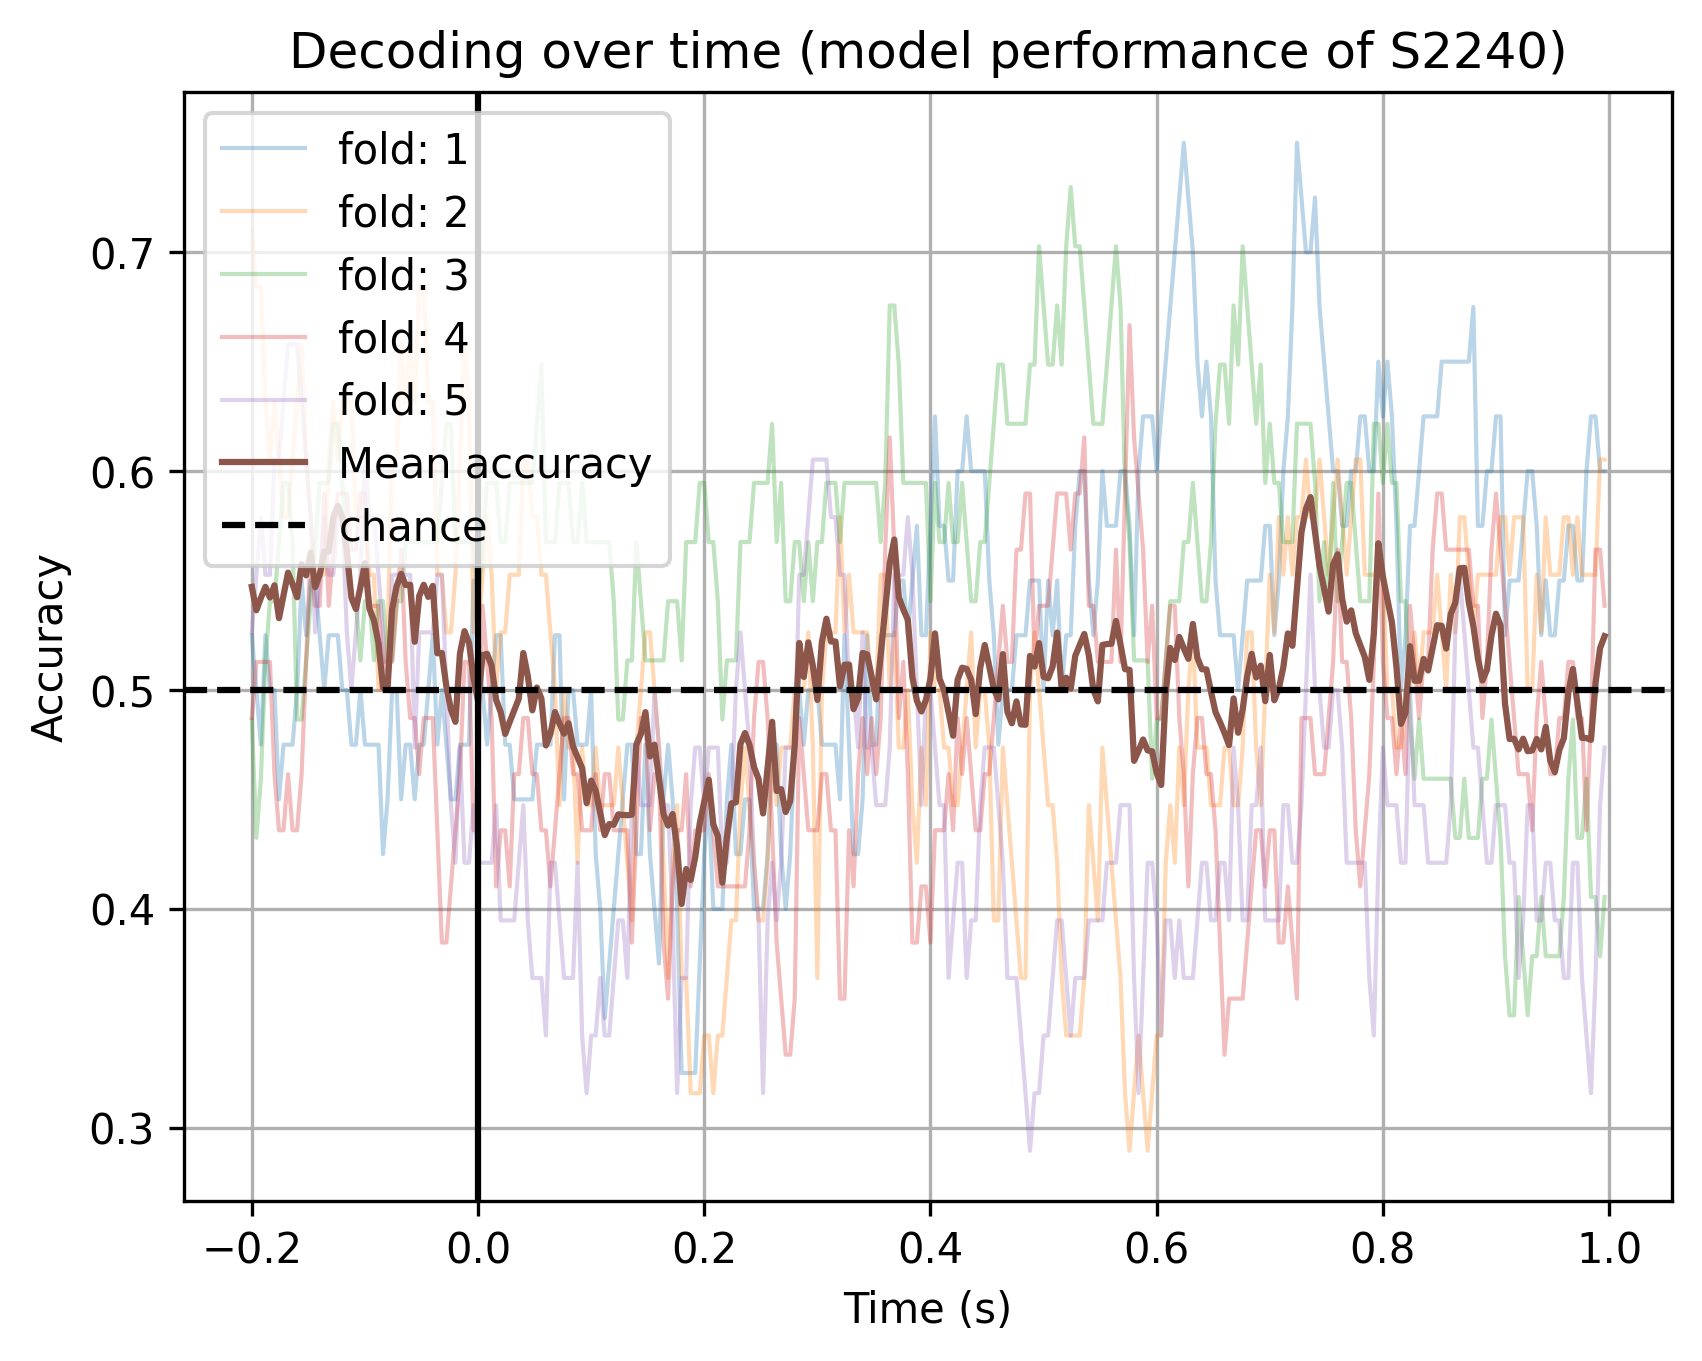 Decoding over time (model performance of S2240)
fold: 1
fold: 2
fold: 3
fold: 4
fold: 5
Mean accuracy
chance
Accuracy
0.7
0.6
0.5
0.4
0.3
−0.2 0.0 0.2 0.4 0.6 0.8 1.0
Time (s)